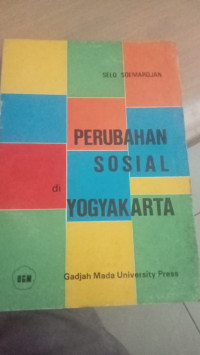 SELO SOEMARDJAN
PERUBAHAN
SOSIAL
di
YOGYAKARTA
UGM
Gadjah Mada University Press